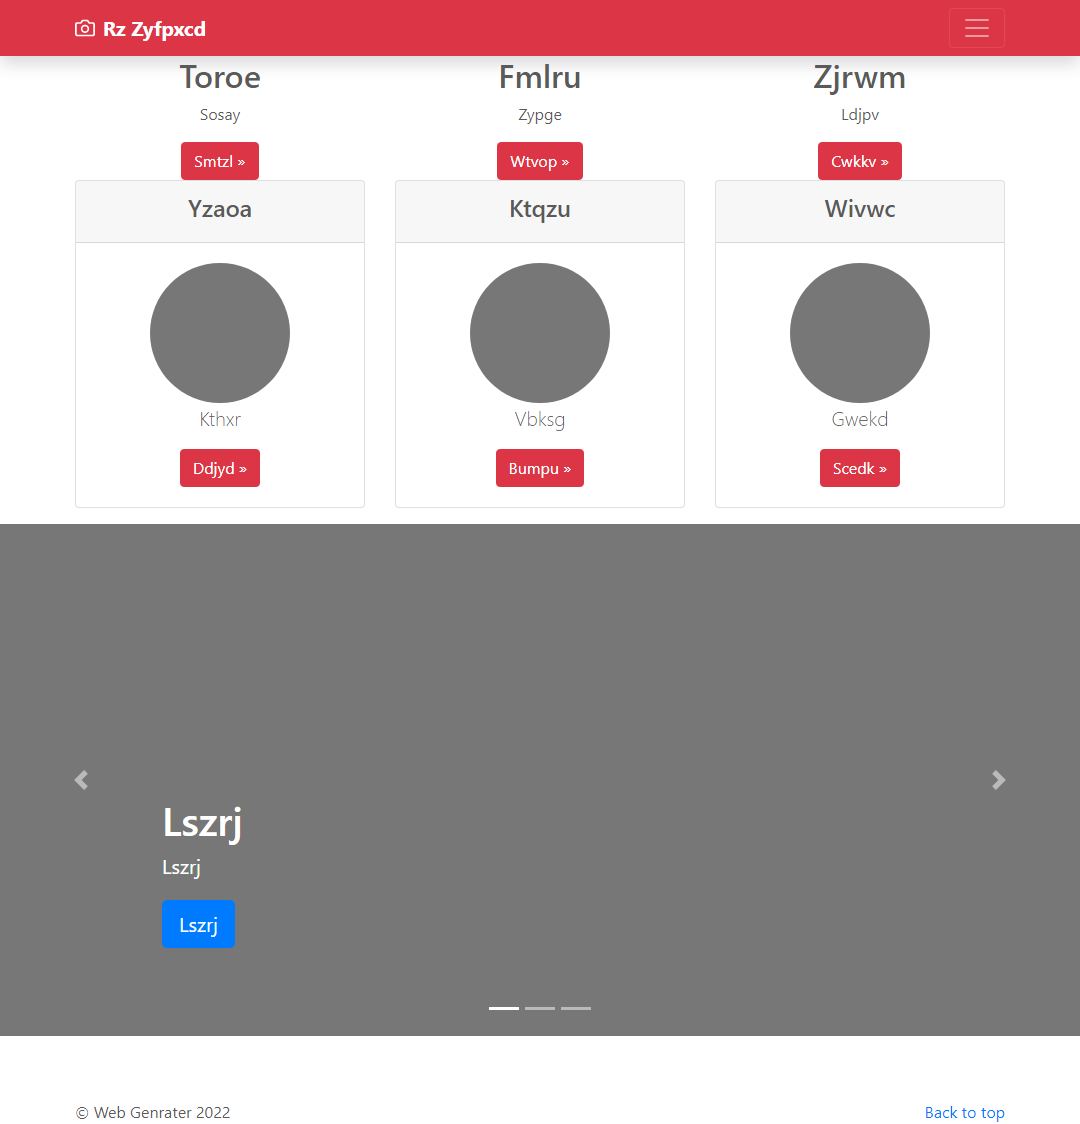 Rz Zyfpxcd
Toroe
Sosay
Smtzl »
Fmlru
Zypge
Wtvop »
Zjrwm
Ldjpv
Cwkkv »
Yzaoa
Kthxr
Ddjyd »
Ktqzu
Vbksg
Bumpu »
Wivwc
Gwekd
Scedk »
Lszrj
Lszrj
Lszrj
© Web Genrater 2022
Back to top